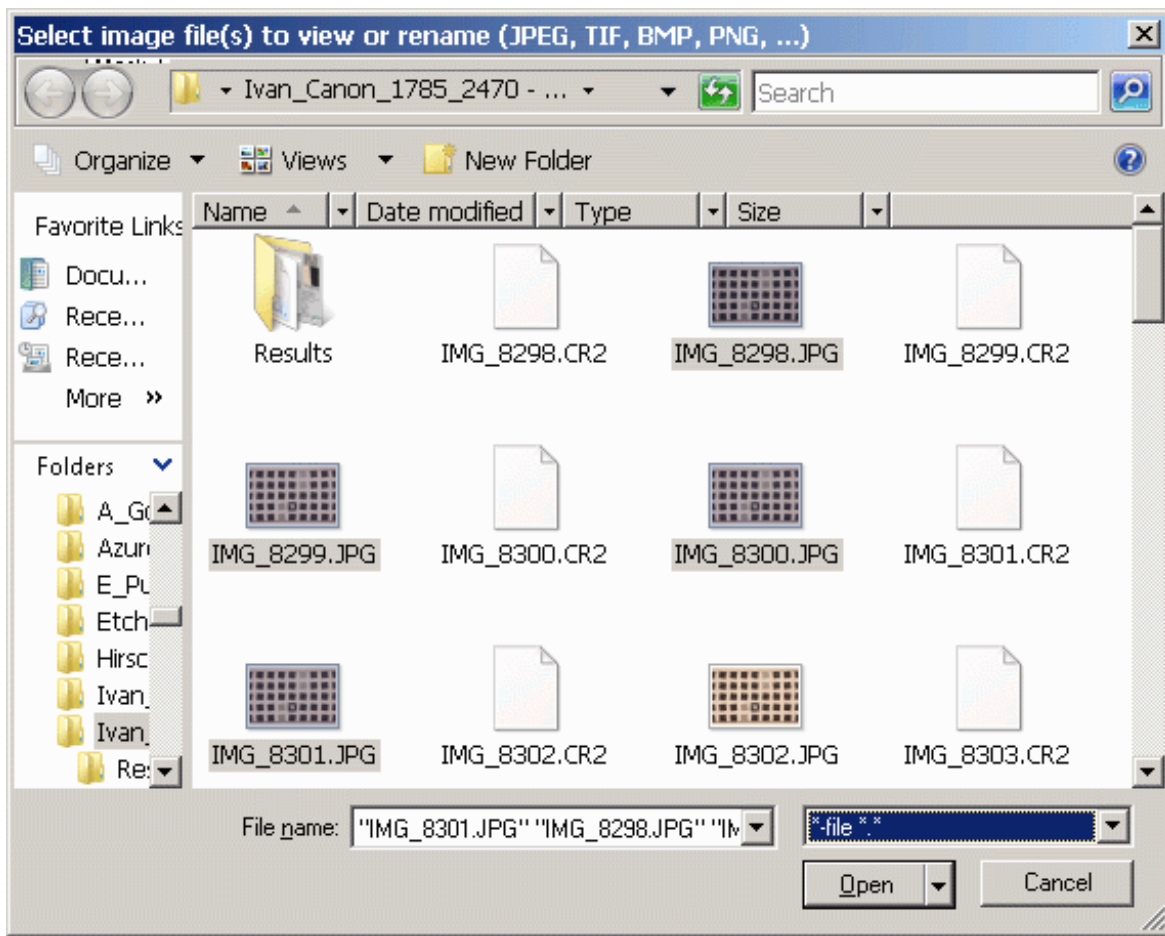 Select image file(s) to view or rename (JPEG, TIF, BMP, PNG, ...)
Ivan_Canon_1785_2470 - ...
Search
Organize
Views
New Folder
Favorite Links
Name
Date modified
Type
Size
Docu...
Rece...
Rece...
More »
Results
IMG_8298.CR2
IMG_8298.JPG
IMG_8299.CR2
Folders
A_Go
Azure
E_Pu
Etch
Hirsc
Ivan_
Ivan_
Res
IMG_8299.JPG
IMG_8300.CR2
IMG_8300.JPG
IMG_8301.CR2
IMG_8301.JPG
IMG_8302.CR2
IMG_8302.JPG
IMG_8303.CR2
File name:
"IMG_8301.JPG" "IMG_8298.JPG" "IM
*-file *.*
Open
Cancel